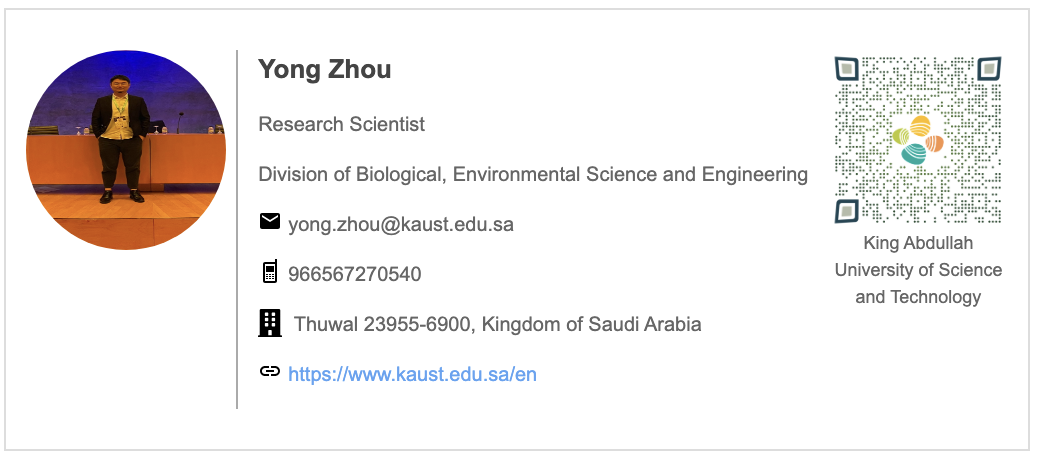 Yong Zhou
Research Scientist
Division of Biological, Environmental Science and Engineering
yong.zhou@kaust.edu.sa
966567270540
Thuwal 23955-6900, Kingdom of Saudi Arabia
https://www.kaust.edu.sa/en
King Abdullah
University of Science
and Technology